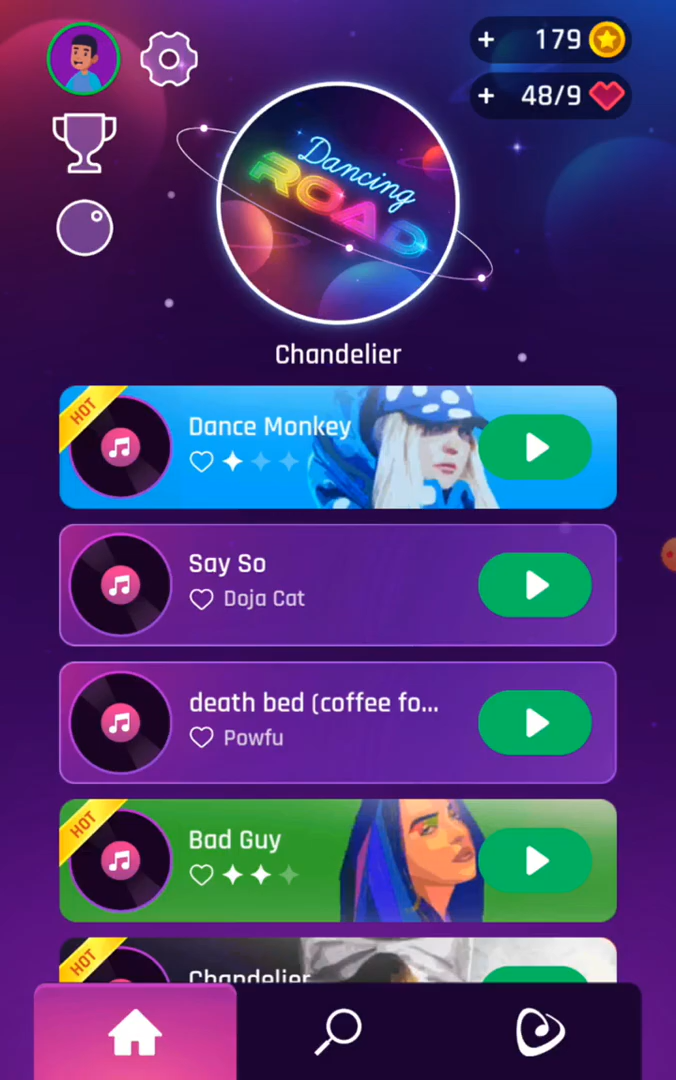 + 179
+ 48/9
Dancing
ROAD
Chandelier
HOT
Dance Monkey
Say So
Doja Cat
death bed (coffee fo...
Powfu
HOT
Bad Guy
HOT
Chandelier